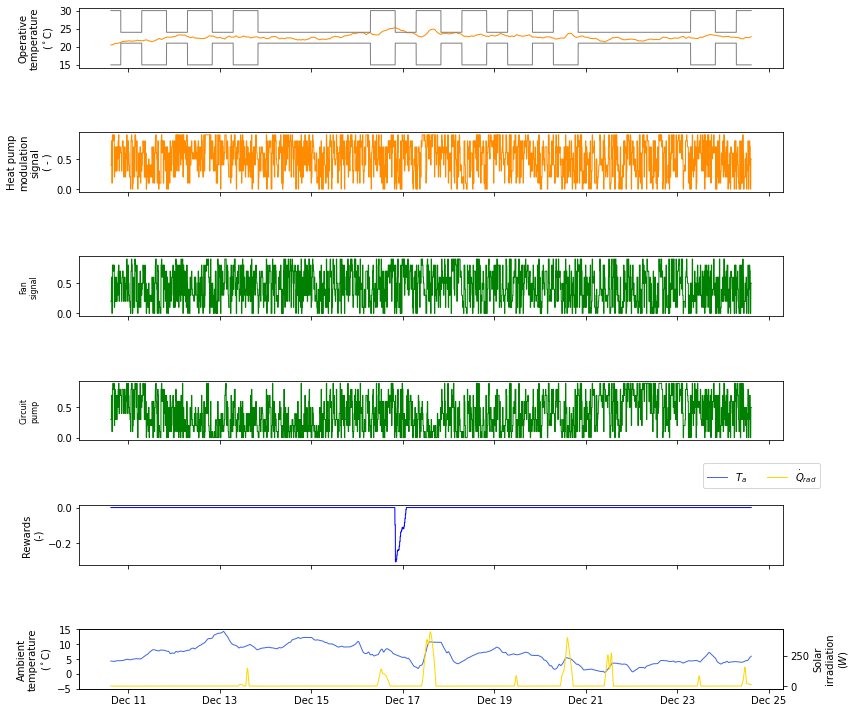 30
25
20
15
Operative
temperature
(°C)
0.5
0.0
Heat pump
modulation
signal
( - )
0.5
0.0
Fan
signal
0.5
0.0
Circuit
pump
T_a
Q̇_rad
0.0
−0.2
Rewards
(-)
15
10
5
0
−5
Ambient
temperature
(°C)
250
0
Solar
irradiation
(W)
Dec 11 Dec 13 Dec 15 Dec 17 Dec 19 Dec 21 Dec 23 Dec 25